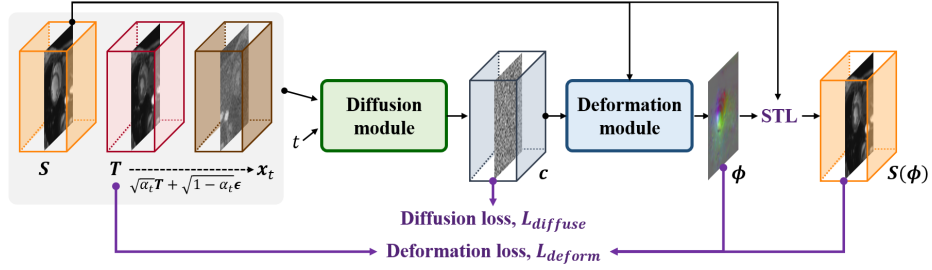 S
T
x_t
√α_t T + √1 − α_t ϵ
t
Diffusion
module
c
Deformation
module
ϕ
STL
S(ϕ)
Diffusion loss, L_diffuse
Deformation loss, L_deform